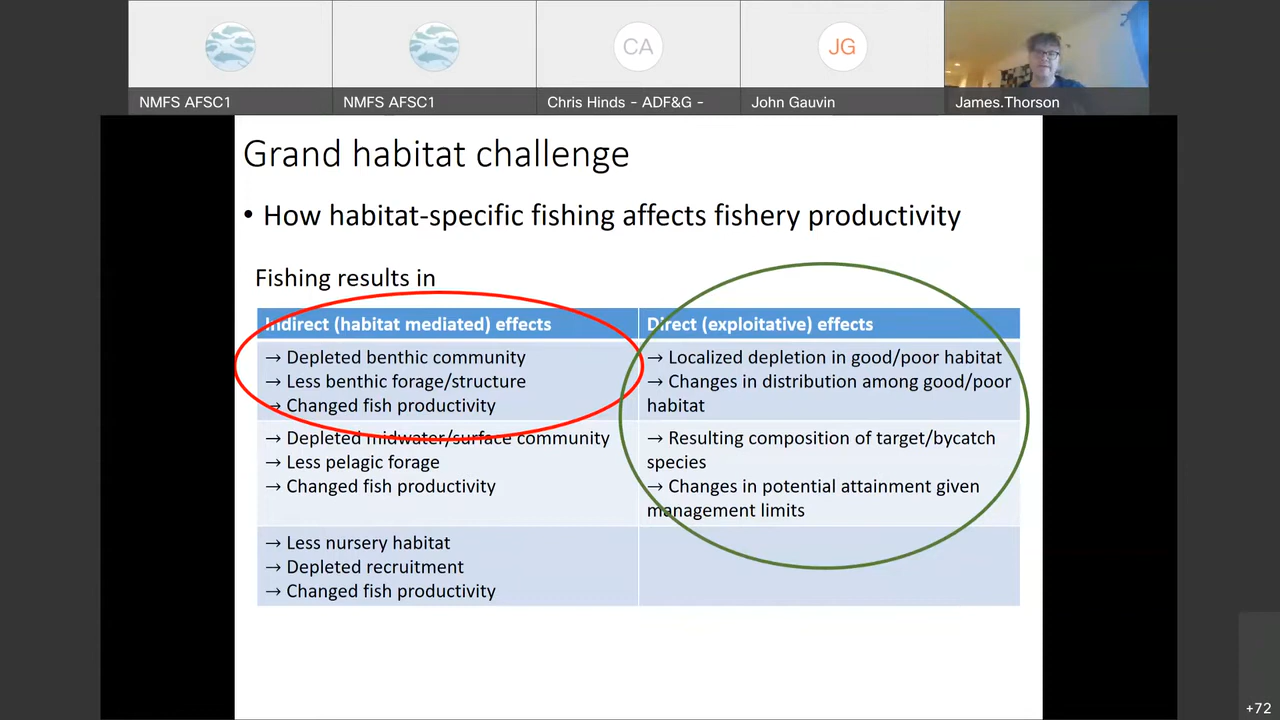 CA
JG
NMFS AFSC1
NMFS AFSC1
Chris Hinds - ADF&G -
John Gauvin
James.Thorson
Grand habitat challenge
• How habitat-specific fishing affects fishery productivity
Fishing results in
Indirect (habitat mediated) effects
→ Depleted benthic community
→ Less benthic forage/structure
→ Changed fish productivity
→ Depleted midwater/surface community
→ Less pelagic forage
→ Changed fish productivity
→ Less nursery habitat
→ Depleted recruitment
→ Changed fish productivity
Direct (exploitative) effects
→ Localized depletion in good/poor habitat
→ Changes in distribution among good/poor
habitat
→ Resulting composition of target/bycatch
species
→ Changes in potential attainment given
management limits
+72